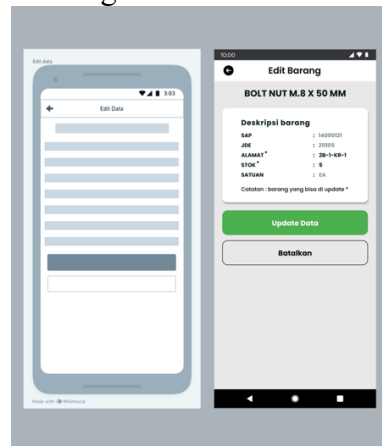 Edit data
3:03
Edit Data
Made with Whimsical
10:00
Edit Barang
BOLT NUT M.8 X 50 MM
Deskripsi barang
SAP : 14000121
JDE : 211105
ALAMAT* : 2B-1-KR-1
STOK* : 5
SATUAN : EA
Catatan : barang yang bisa di update *
Update Data
Batalkan